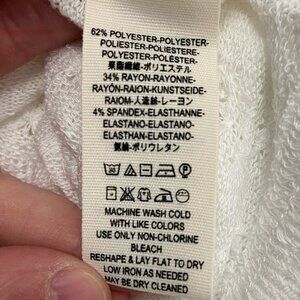 62% POLYESTER-POLYESTER-
POLIESTER-POLIESTERE-
POLYESTER-POLÉSTER-
聚酯纖維-ポリエステル
34% RAYON-RAYONNE-
RAYÓN-RAION-KUNSTSEIDE-
RAIOM-人造絲-レーヨン
4% SPANDEX-ELASTHANNE-
ELASTANO-ELASTANO-
ELASTHAN-ELASTANO-
氨綸-ポリウレタン
MACHINE WASH COLD
WITH LIKE COLORS
USE ONLY NON-CHLORINE
BLEACH
RESHAPE & LAY FLAT TO DRY
LOW IRON AS NEEDED
MAY BE DRY CLEANED